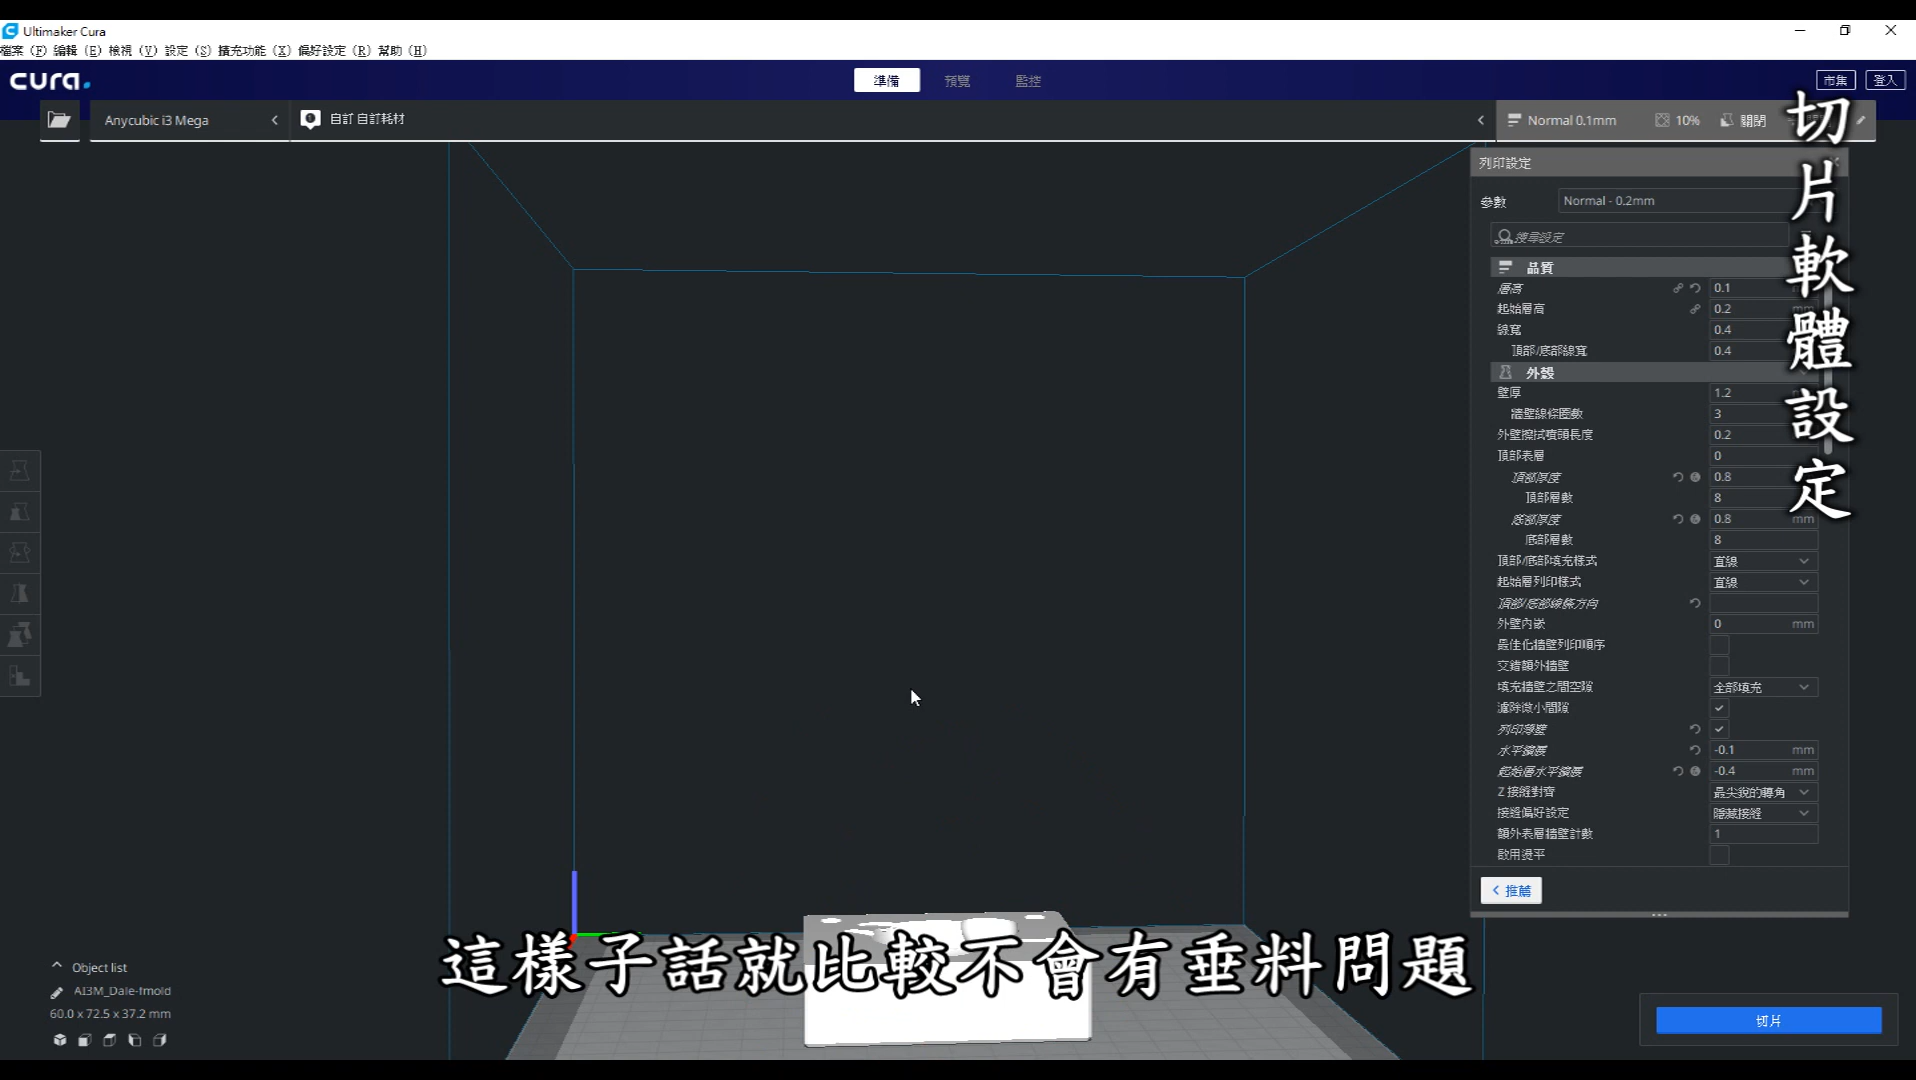 Ultimaker Cura
檔案 (F) 編輯 (E) 檢視 (V) 設定 (S) 擴充功能 (X) 偏好設定 (R) 幫助 (H)
cura.
準備
預覽
監控
市集
登入
Anycubic i3 Mega
自訂 自訂耗材
Normal 0.1mm
10%
關閉
切片軟體設定
列印設定
參數
Normal - 0.2mm
搜尋設定
品質
層高 0.1
起始層高 0.2 mm
線寬 0.4
頂部/底部線寬 0.4
外殼
壁厚 1.2
牆壁線條圈數 3
外壁擦拭噴頭長度 0.2
頂部表層 0
頂部厚度 0.8
頂部層數 8
底部厚度 0.8 mm
底部層數 8
頂部/底部填充樣式 直線
起始層列印樣式 直線
頂部/底部線條方向
外壁內嵌 0 mm
最佳化牆壁列印順序
交錯額外牆壁
填充牆壁之間空隙 全部填充
濾除微小間隙
列印薄壁
水平擴展 -0.1 mm
起始層水平擴展 -0.4 mm
Z 接縫對齊 最尖銳的轉角
接縫偏好設定 隱藏接縫
額外表層牆壁計數 1
啟用燙平
推薦
這樣子話就比較不會有垂料問題
Object list
AI3M_Dale-fmold
60.0 x 72.5 x 37.2 mm
切片